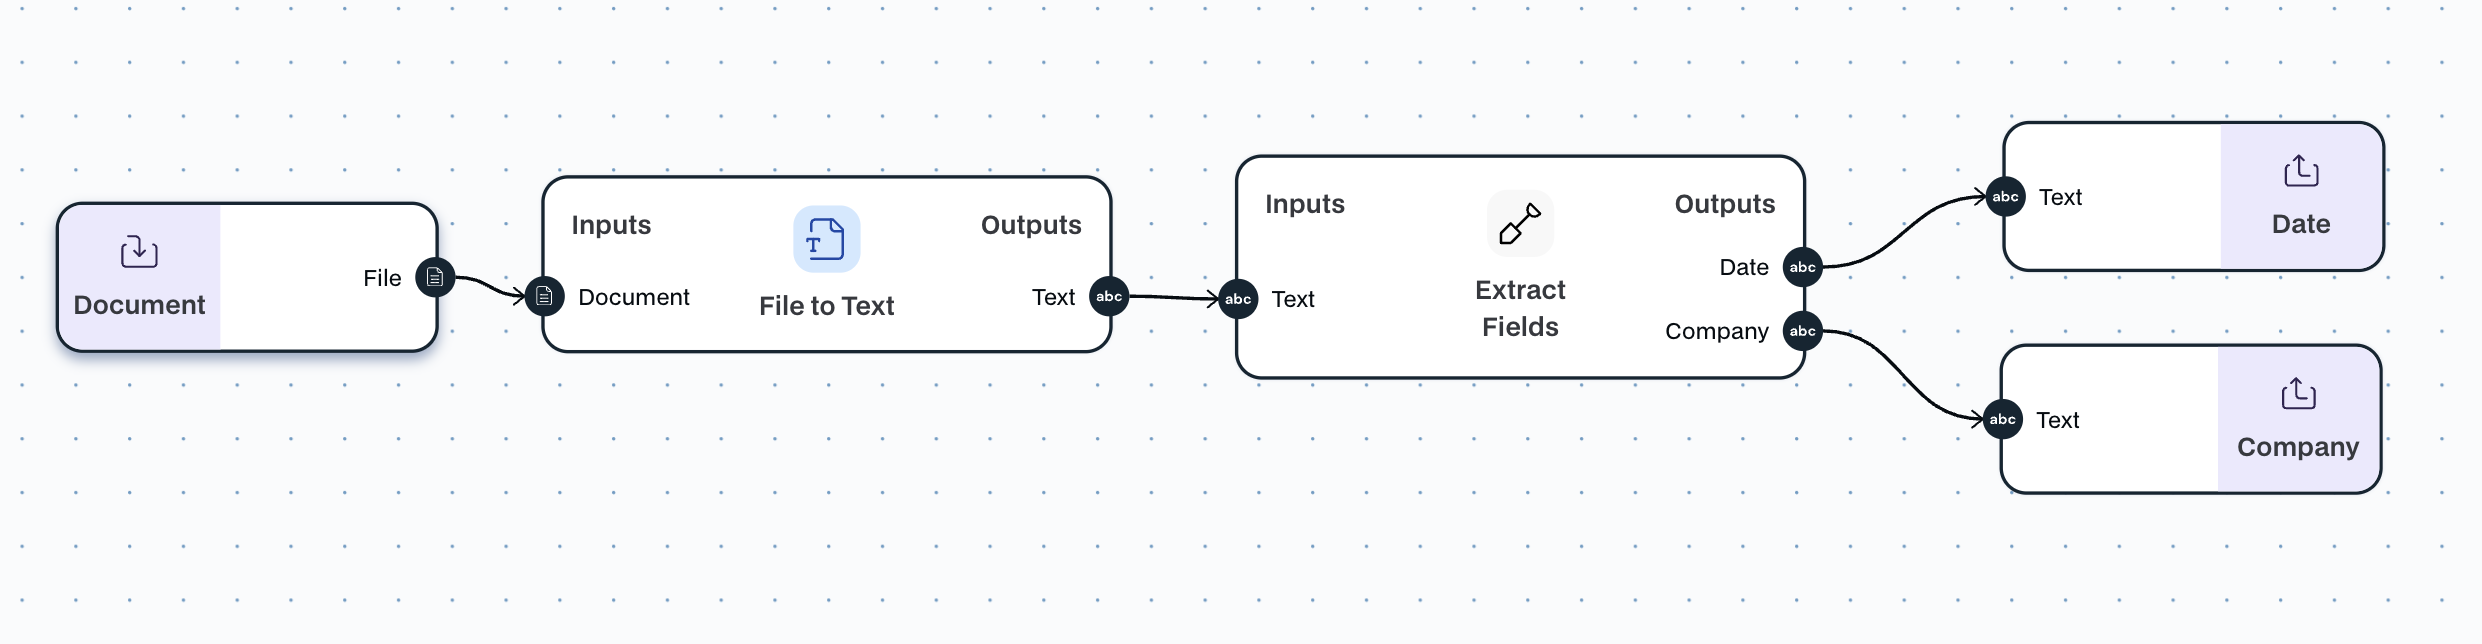 Document
File
Inputs
Outputs
Document
File to Text
Text
abc
Inputs
Outputs
abc
Text
Extract
Fields
Date
abc
Company
abc
abc
Text
Date
abc
Text
Company